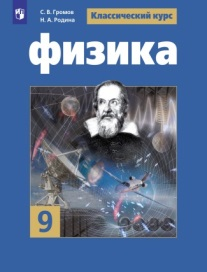 С. В. Громов
Н. А. Родина
Классический курс
физика
9